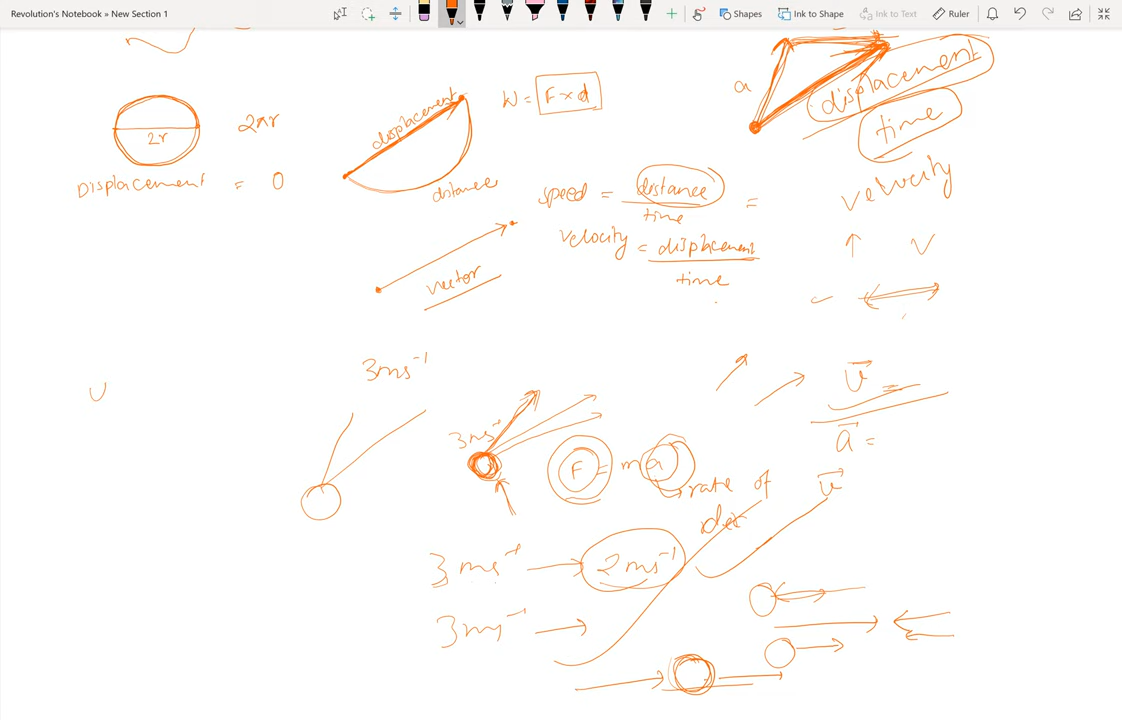 Revolution's Notebook » New Section 1
Shapes
Ink to Shape
Ink to Text
Ruler
W = F × d
a
displacement
time
2r
2πr
displacement
distance
Displacement = 0
speed = distance
time
=
velocity
velocity = displacement
time
↑ V
vector
3ms⁻¹
U
3ms⁻¹
F = ma
rate of
v⃗ =
a⃗ =
v⃗
3ms⁻¹ → 2ms⁻¹
3ms⁻¹ →